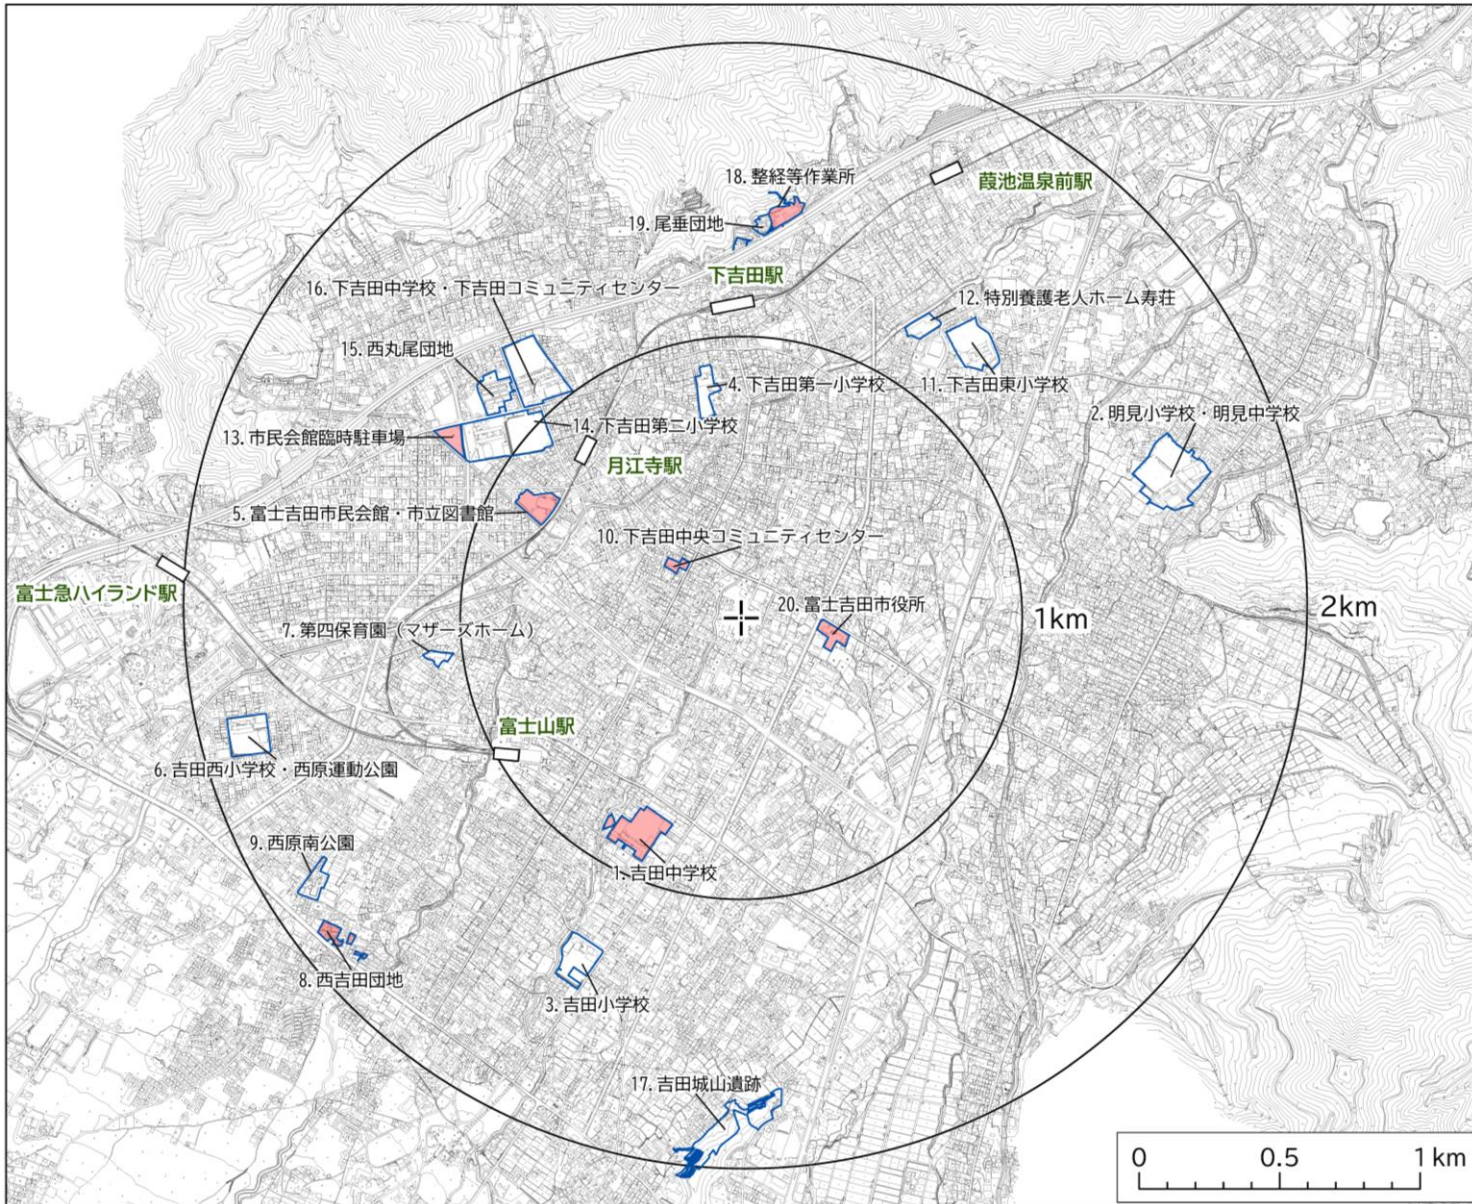 18. 整経等作業所
葭池温泉前駅
19. 尾垂団地
下吉田駅
16. 下吉田中学校・下吉田コミュニティセンター
12. 特別養護老人ホーム寿荘
15. 西丸尾団地
4. 下吉田第一小学校
11. 下吉田東小学校
2. 明見小学校・明見中学校
14. 下吉田第二小学校
13. 市民会館臨時駐車場
月江寺駅
5. 富士吉田市民会館・市立図書館
10. 下吉田中央コミュニティセンター
富士急ハイランド駅
20. 富士吉田市役所
2km
1km
7. 第四保育園（マザーズホーム）
富士山駅
6. 吉田西小学校・西原運動公園
9. 西原南公園
1. 吉田中学校
8. 西吉田団地
3. 吉田小学校
17. 吉田城山遺跡
0 0.5 1 km